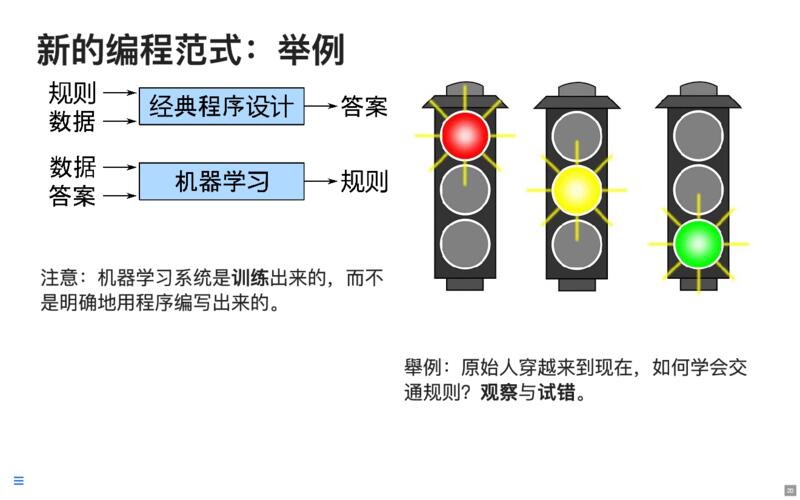 新的编程范式：举例
规则
数据
经典程序设计
答案
数据
答案
机器学习
规则
注意：机器学习系统是训练出来的，而不
是明确地用程序编写出来的。
舉例：原始人穿越来到现在，如何学会交
通规则？观察与试错。
20